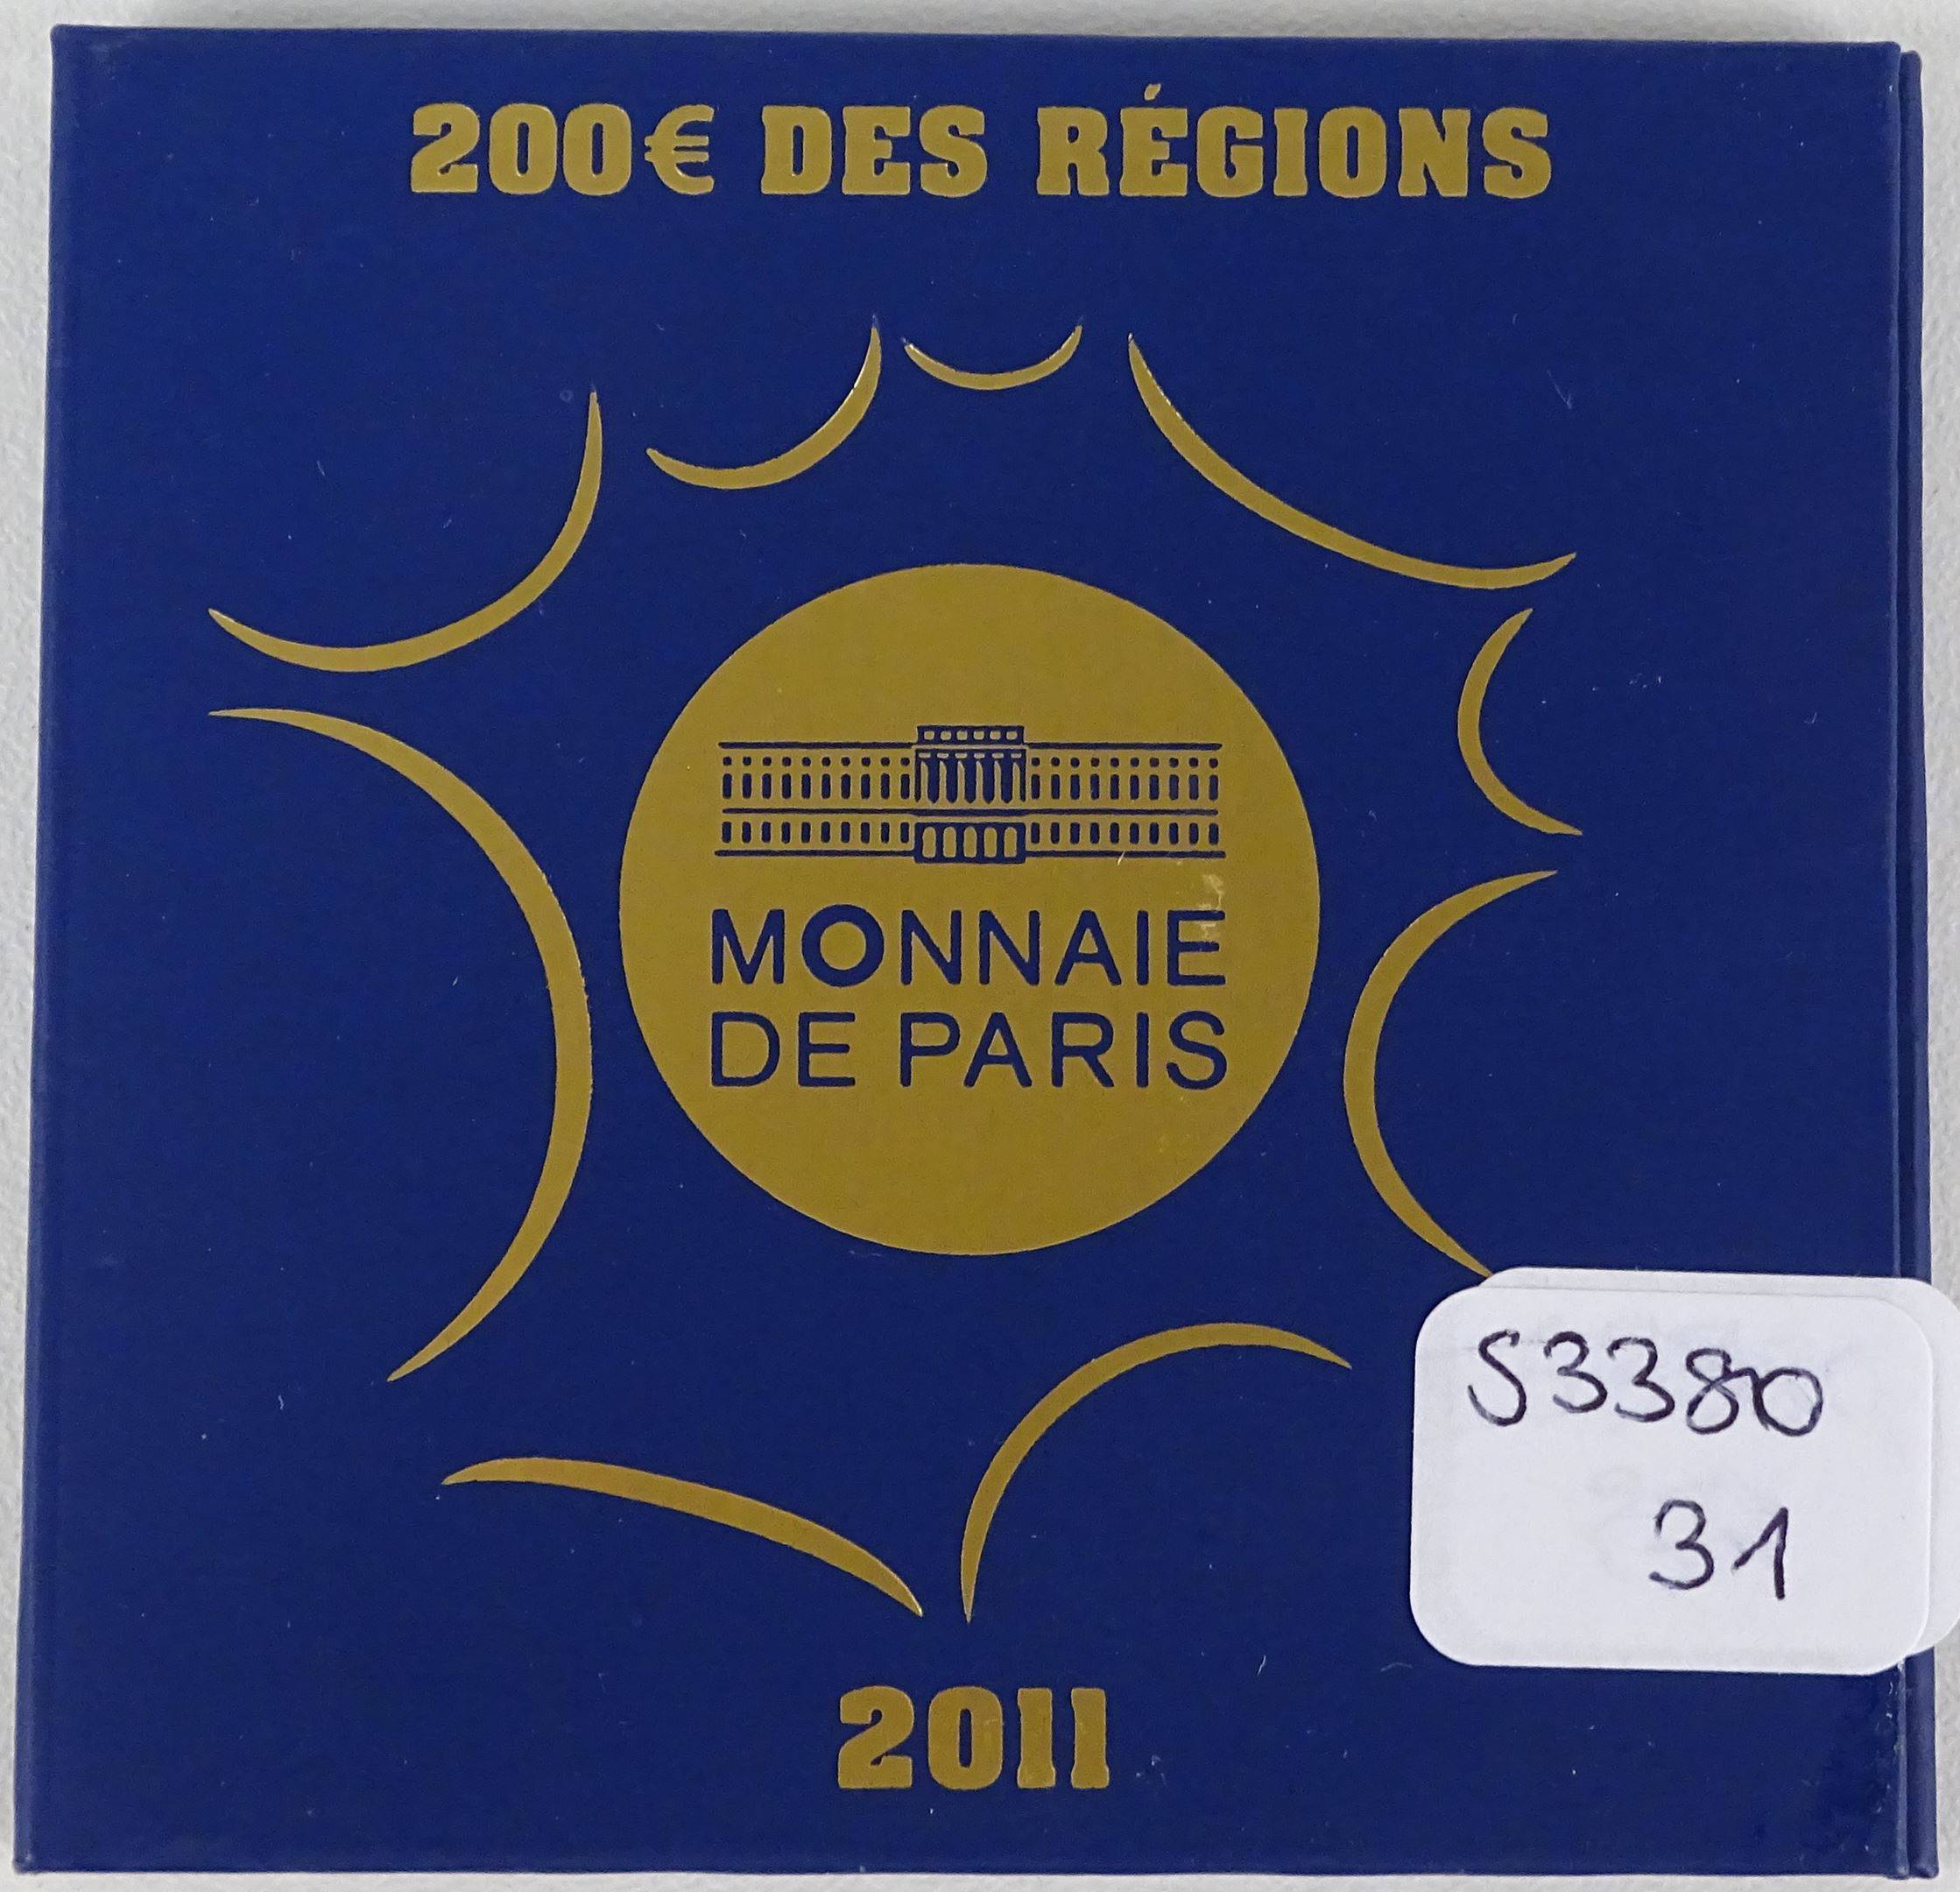 200€ DES RÉGIONS
MONNAIE
DE PARIS
S3380
31
2011